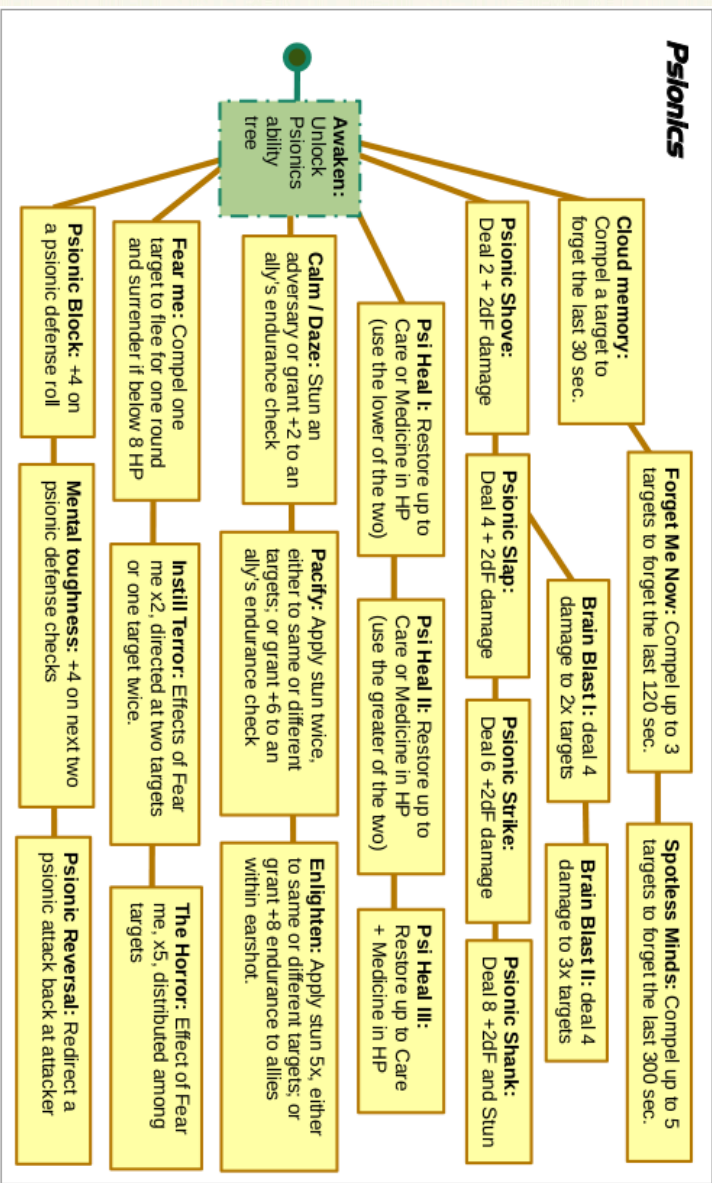 Psionics
Awaken:
Unlock
Psionics
ability
tree
Cloud memory:
Compel a target to
forget the last 30 sec.
Forget Me Now: Compel up to 3
targets to forget the last 120 sec.
Spotless Minds: Compel up to 5
targets to forget the last 300 sec.
Brain Blast I: deal 4
damage to 2x targets
Brain Blast II: deal 4
damage to 3x targets
Psionic Shove:
Deal 2 + 2dF damage
Psionic Slap:
Deal 4 + 2dF damage
Psionic Strike:
Deal 6 +2dF damage
Psionic Shank:
Deal 8 +2dF and Stun
Psi Heal I: Restore up to
Care or Medicine in HP
(use the lower of the two)
Psi Heal II: Restore up to
Care or Medicine in HP
(use the greater of the two)
Psi Heal III:
Restore up to Care
+ Medicine in HP
Calm / Daze: Stun an
adversary or grant +2 to an
ally's endurance check
Pacify: Apply stun twice,
either to same or different
targets; or grant +6 to an
ally's endurance check
Enlighten: Apply stun 5x, either
to same or different targets; or
grant +8 endurance to allies
within earshot.
Fear me: Compel one
target to flee for one round
and surrender if below 8 HP
Instill Terror: Effects of Fear
me x2, directed at two targets
or one target twice.
The Horror: Effect of Fear
me, x5, distributed among
targets
Psionic Block: +4 on
a psionic defense roll
Mental toughness: +4 on next two
psionic defense checks
Psionic Reversal: Redirect a
psionic attack back at attacker